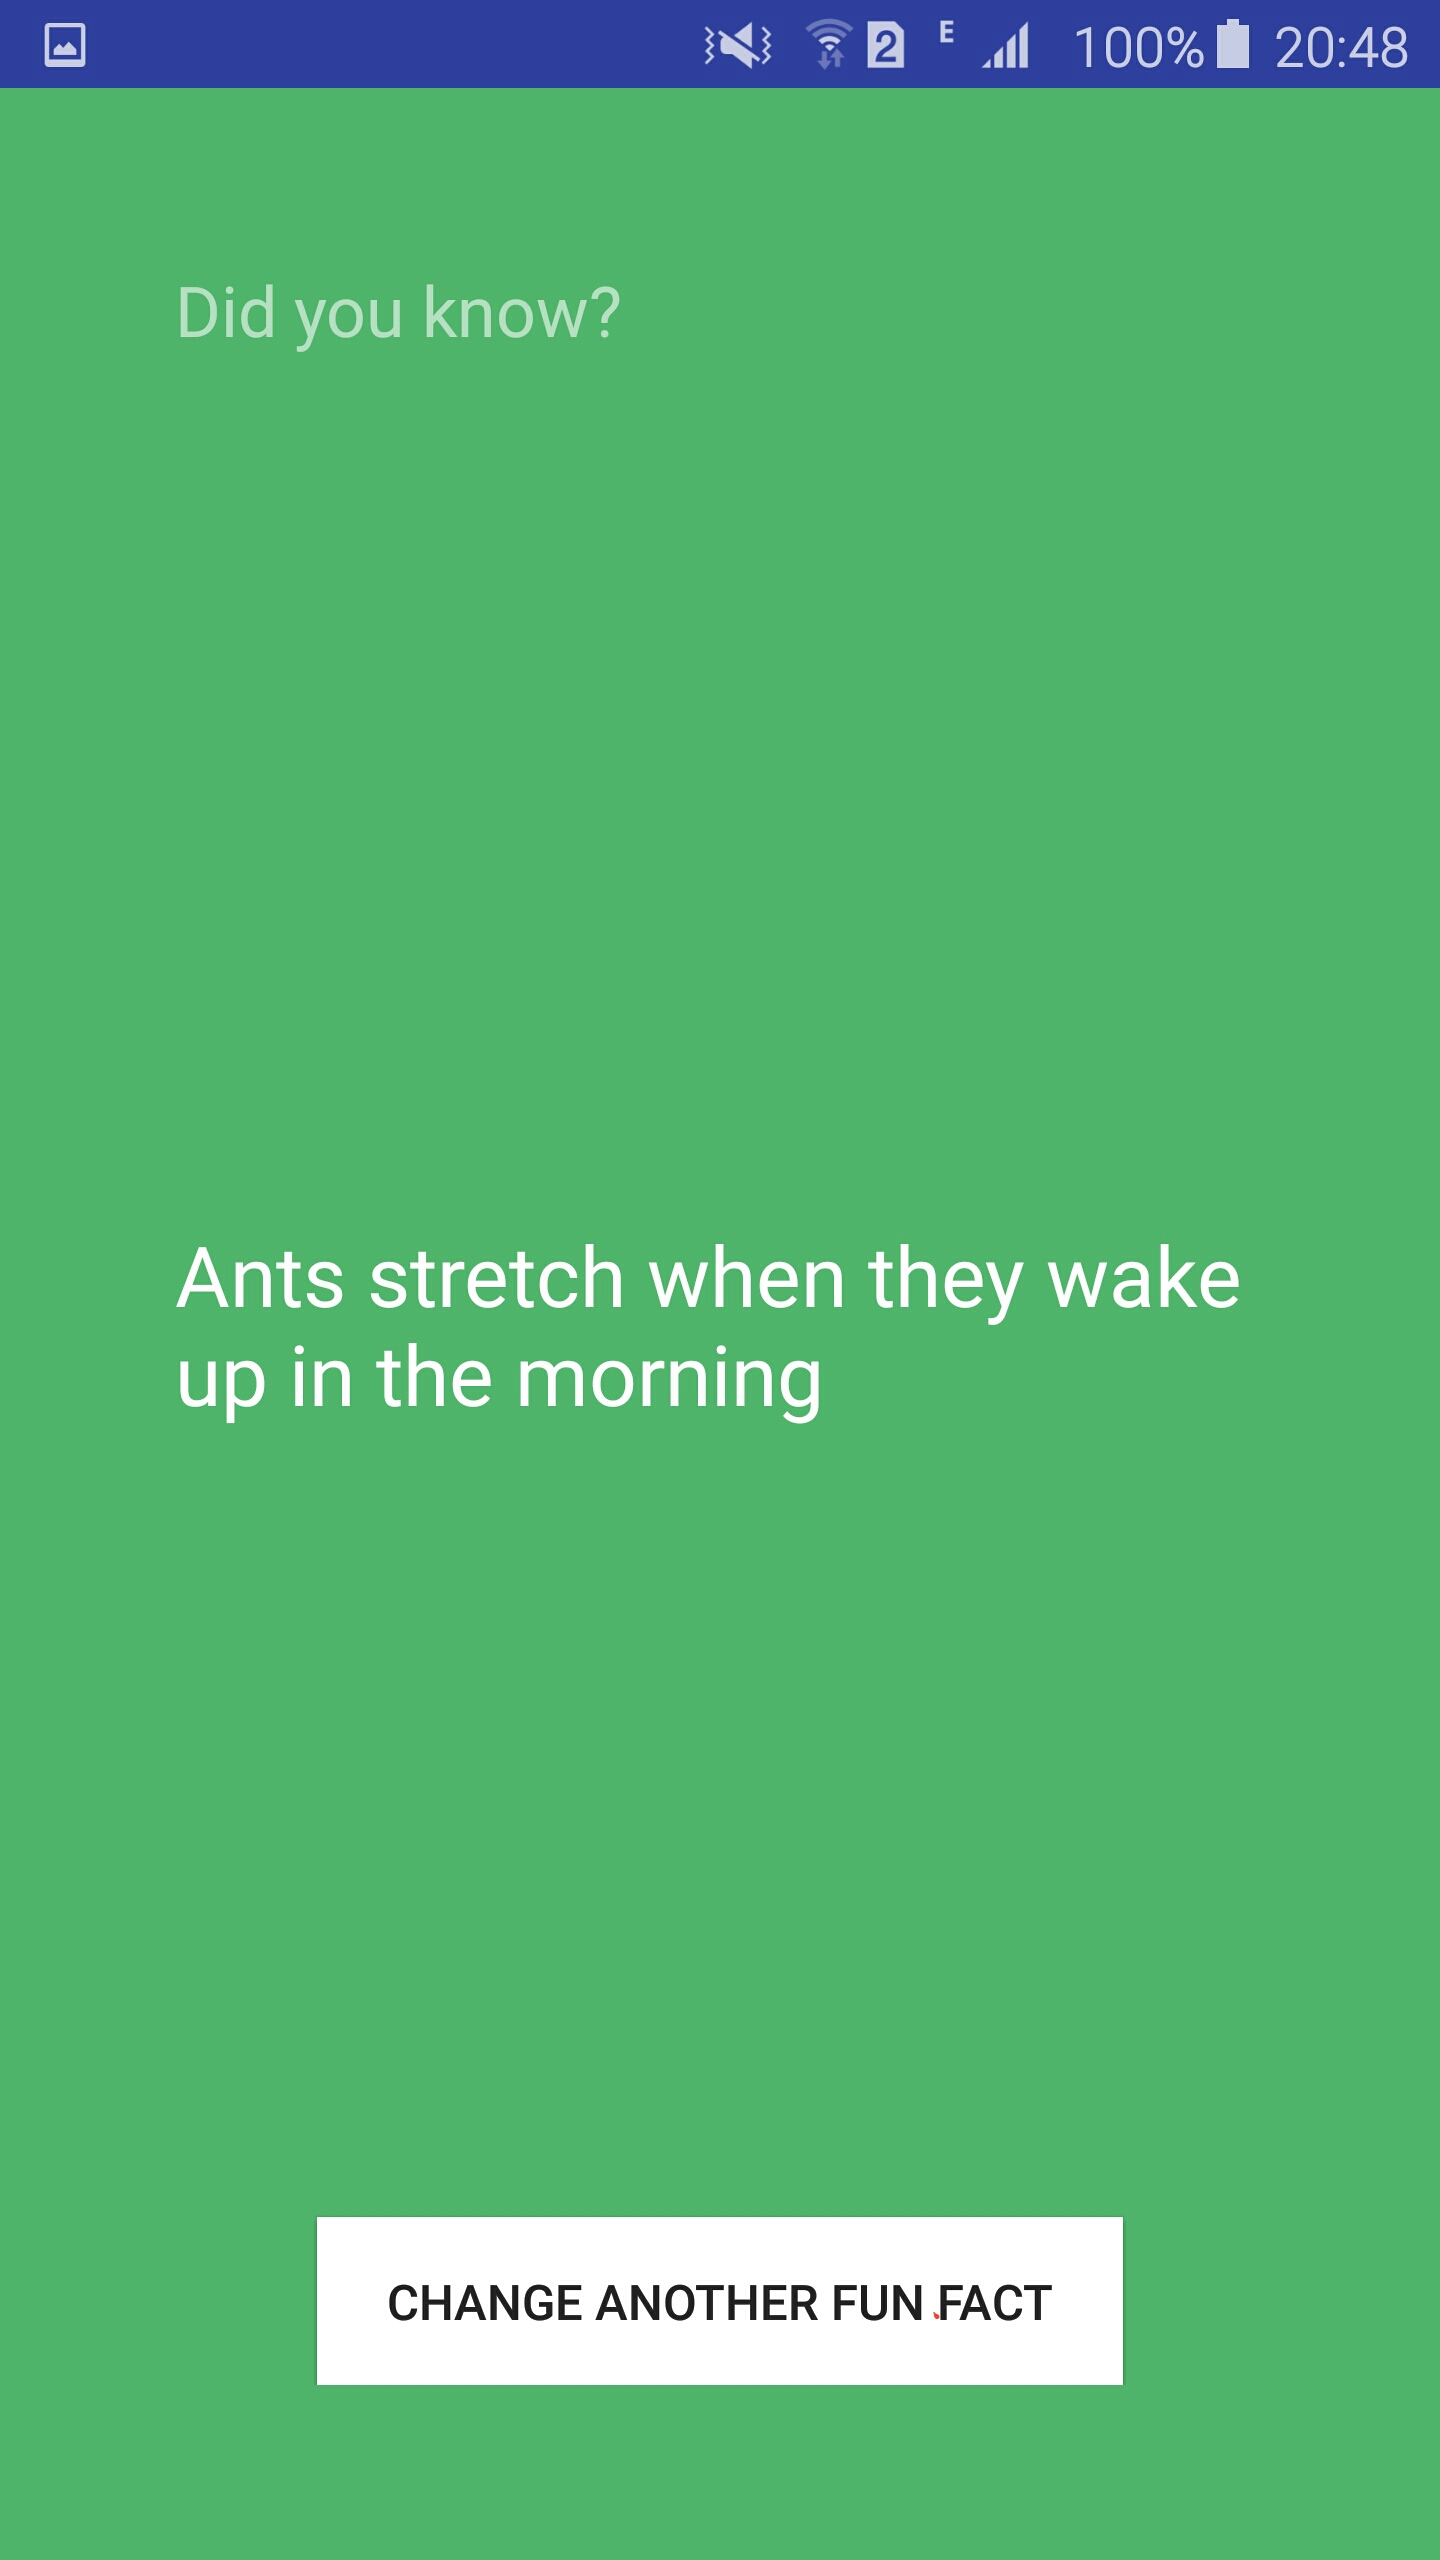 2 E 100% 20:48
Did you know?
Ants stretch when they wake
up in the morning
CHANGE ANOTHER FUN FACT